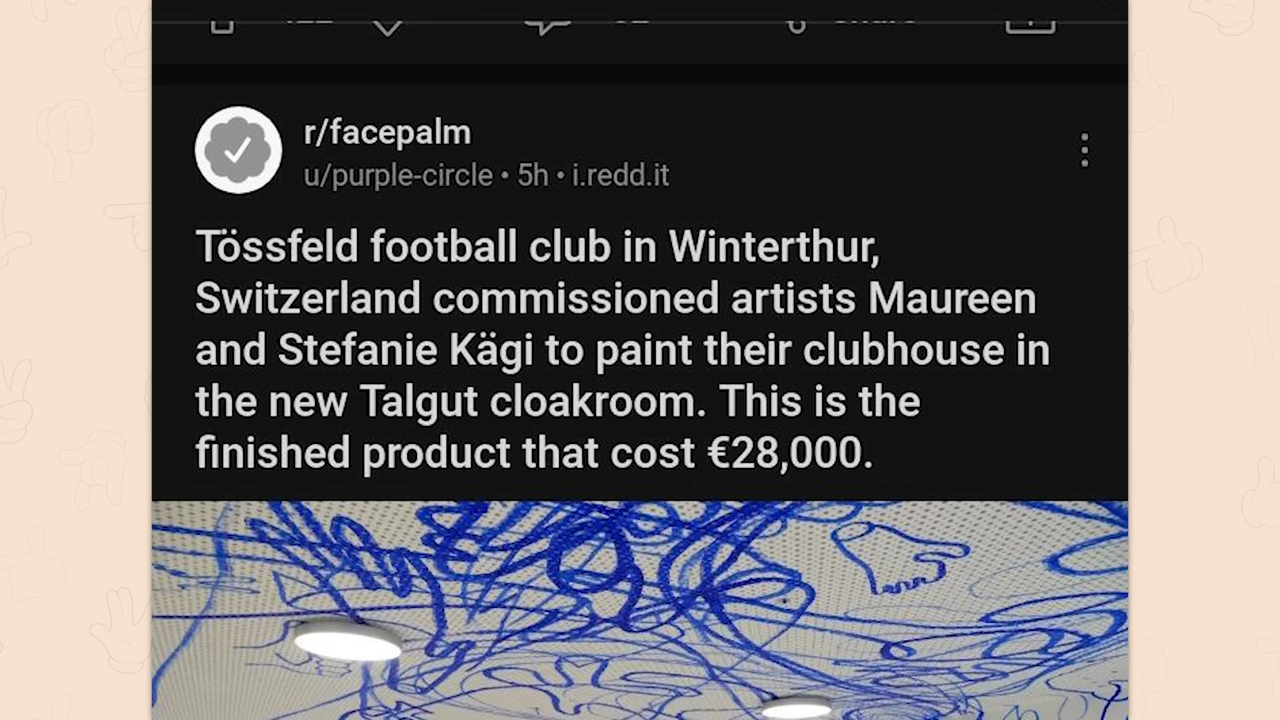 r/facepalm
u/purple-circle • 5h • i.redd.it
Tössfeld football club in Winterthur,
Switzerland commissioned artists Maureen
and Stefanie Kägi to paint their clubhouse in
the new Talgut cloakroom. This is the
finished product that cost €28,000.